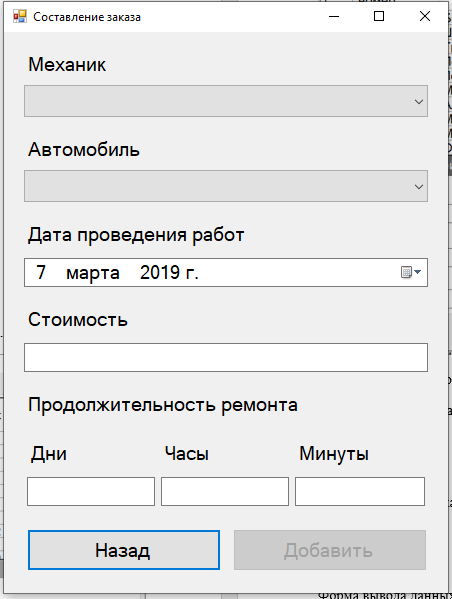 Составление заказа
Механик
Автомобиль
Дата проведения работ
7 марта 2019 г.
Стоимость
Продолжительность ремонта
Дни Часы Минуты
Назад Добавить
Форма вывода данных